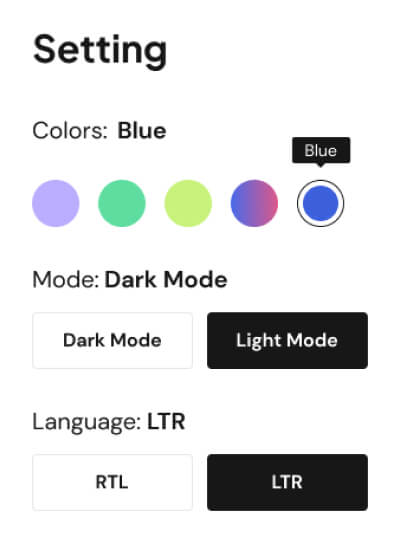 Setting
Colors: Blue
Blue
Mode: Dark Mode
Dark Mode Light Mode
Language: LTR
RTL LTR